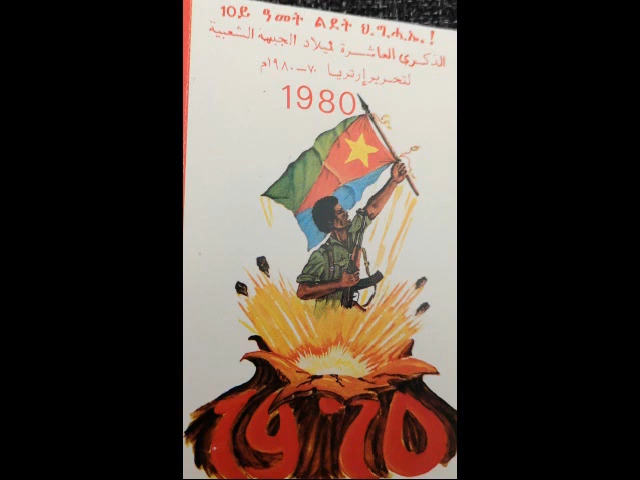 10ይ ዓመት ልደት ህ.ግ.ሓ.ኤ. !
الذكرى العاشرة لميلاد الجبهة الشعبية
لتحرير إرتريا ٧٠-١٩٨٠م
1980
1970